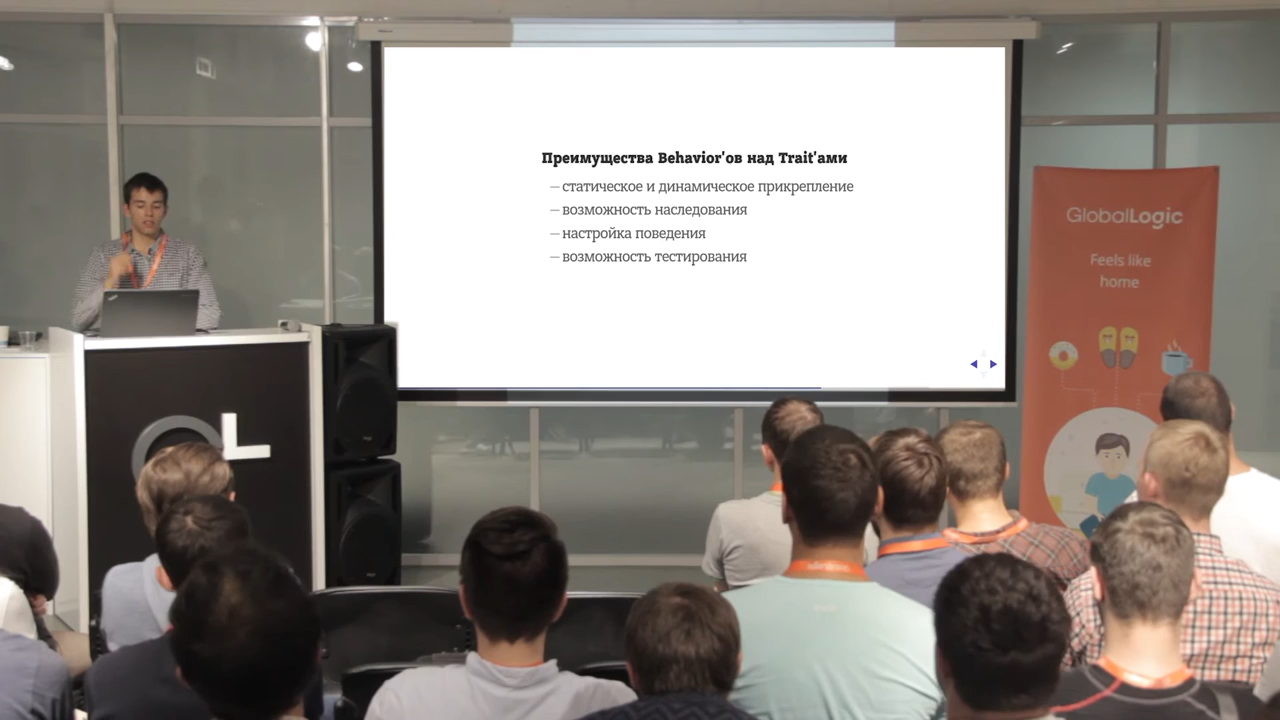 Преимущества Behavior'ов над Trait'ами
— статическое и динамическое прикрепление
— возможность наследования
— настройка поведения
— возможность тестирования
GlobalLogic
Feels like
home